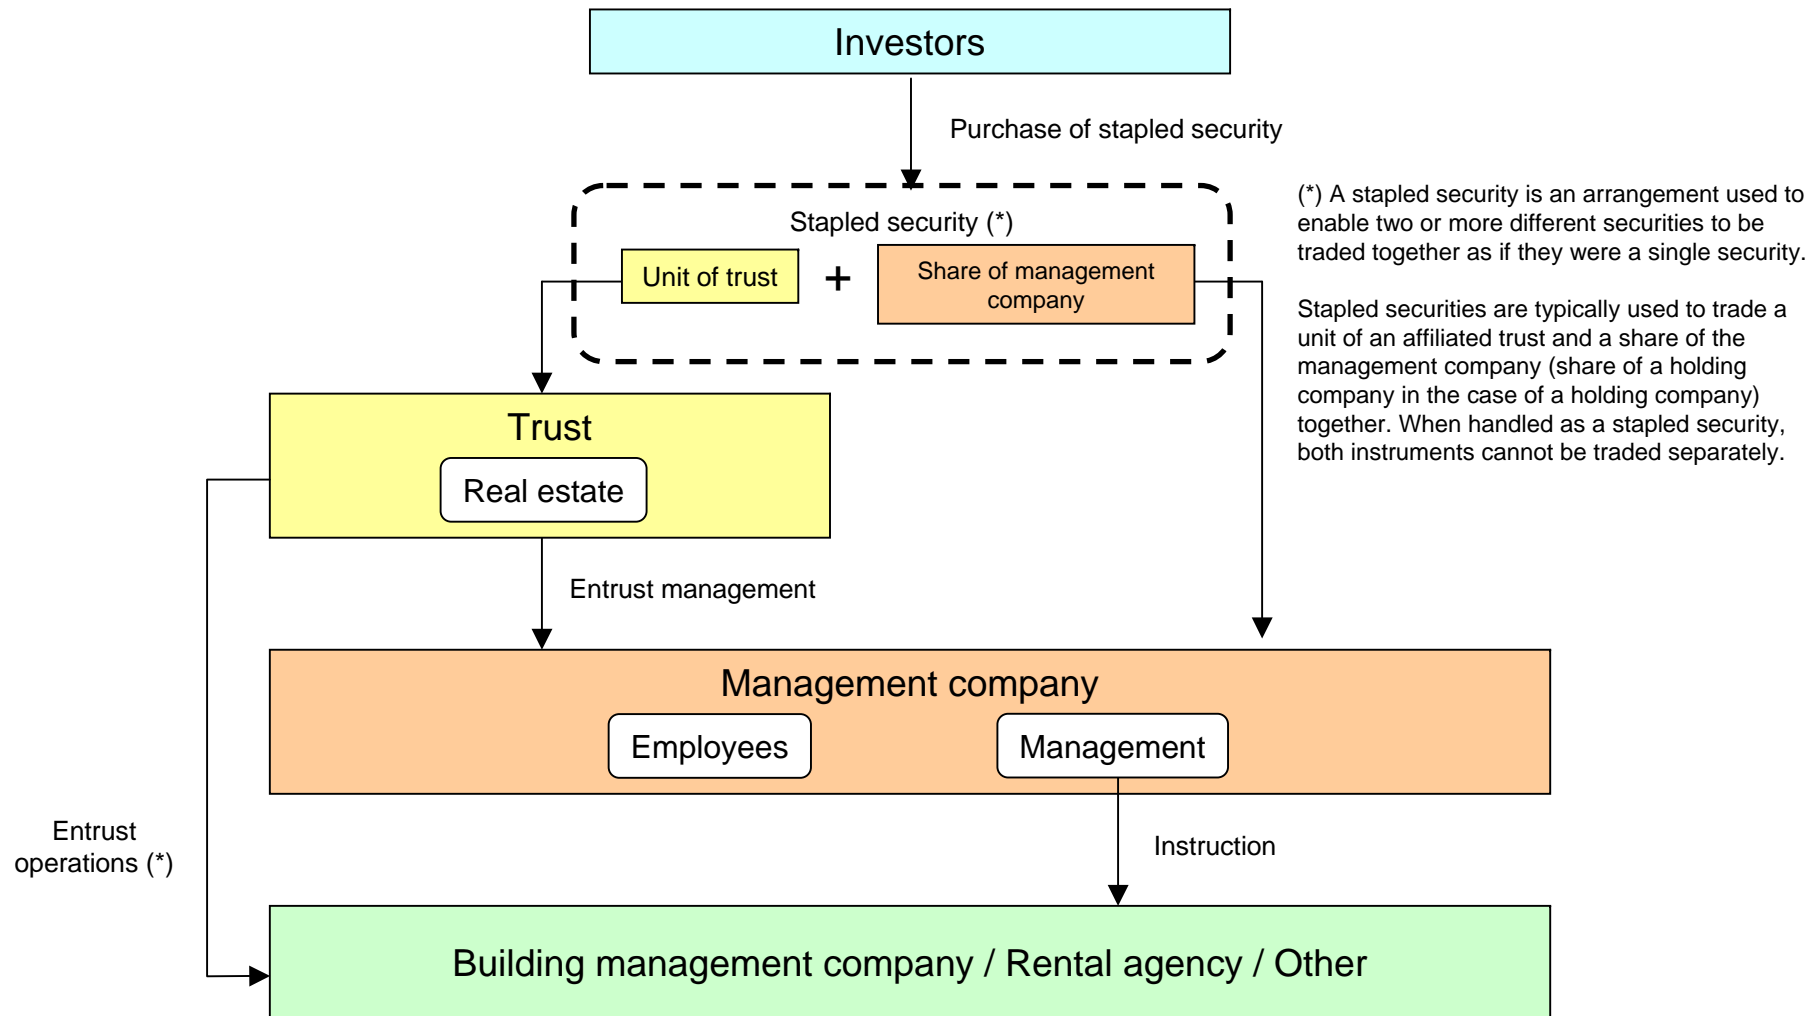 Investors
Purchase of stapled security
Stapled security (*)
Unit of trust
+
Share of management
company
(*) A stapled security is an arrangement used to
enable two or more different securities to be
traded together as if they were a single security.
Stapled securities are typically used to trade a
unit of an affiliated trust and a share of the
management company (share of a holding
company in the case of a holding company)
together. When handled as a stapled security,
both instruments cannot be traded separately.
Trust
Real estate
Entrust management
Management company
Employees
Management
Entrust
operations (*)
Instruction
Building management company / Rental agency / Other